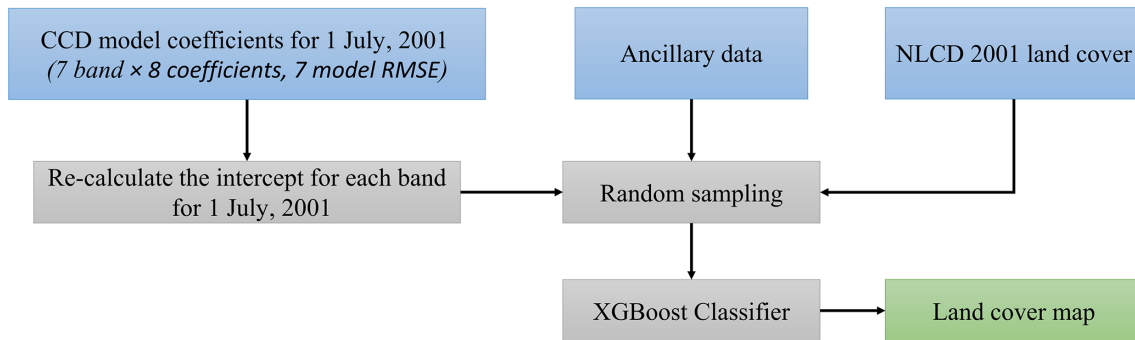 CCD model coefficients for 1 July, 2001
(7 band × 8 coefficients, 7 model RMSE)
Ancillary data
NLCD 2001 land cover
Re-calculate the intercept for each band
for 1 July, 2001
Random sampling
XGBoost Classifier
Land cover map